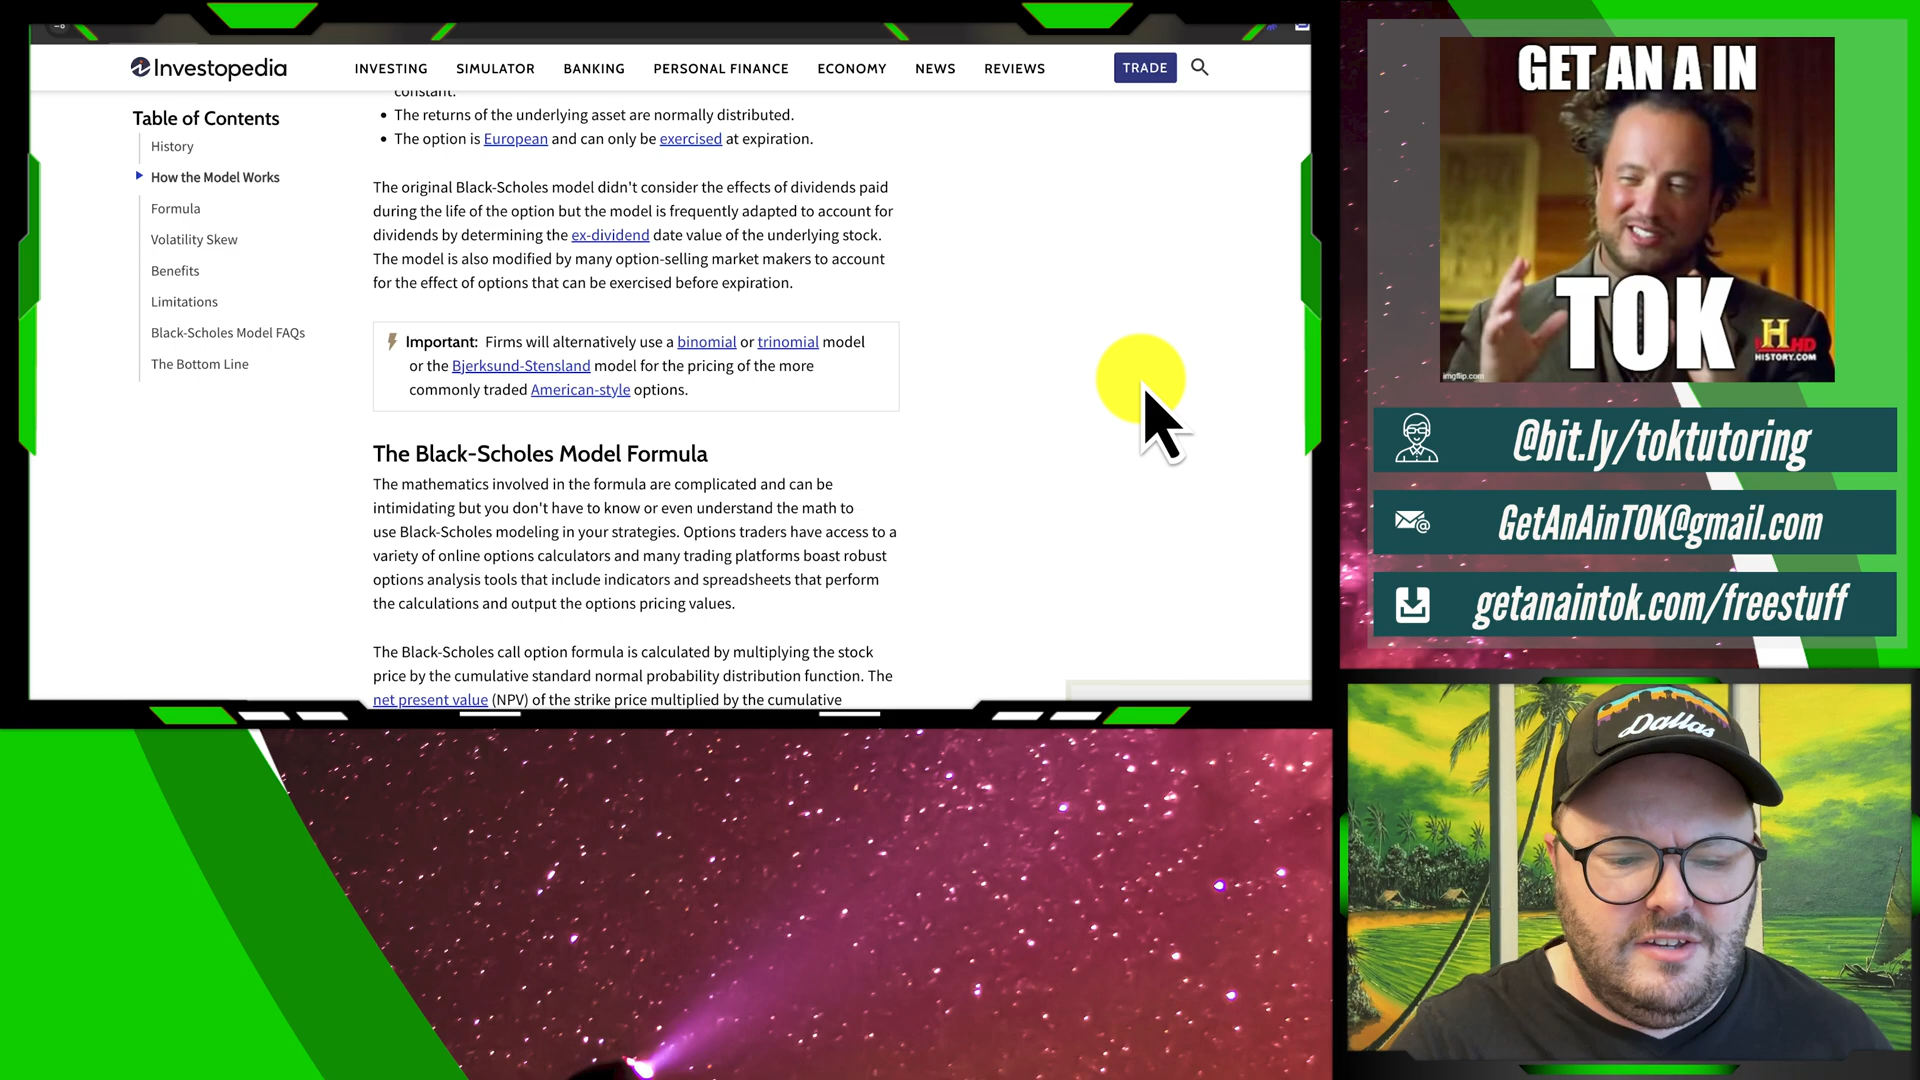 Investopedia
INVESTING SIMULATOR BANKING PERSONAL FINANCE ECONOMY NEWS REVIEWS TRADE
Table of Contents
History
How the Model Works
Formula
Volatility Skew
Benefits
Limitations
Black-Scholes Model FAQs
The Bottom Line
constant.
• The returns of the underlying asset are normally distributed.
• The option is European and can only be exercised at expiration.
The original Black-Scholes model didn't consider the effects of dividends paid
during the life of the option but the model is frequently adapted to account for
dividends by determining the ex-dividend date value of the underlying stock.
The model is also modified by many option-selling market makers to account
for the effect of options that can be exercised before expiration.
Important: Firms will alternatively use a binomial or trinomial model
or the Bjerksund-Stensland model for the pricing of the more
commonly traded American-style options.
The Black-Scholes Model Formula
The mathematics involved in the formula are complicated and can be
intimidating but you don't have to know or even understand the math to
use Black-Scholes modeling in your strategies. Options traders have access to a
variety of online options calculators and many trading platforms boast robust
options analysis tools that include indicators and spreadsheets that perform
the calculations and output the options pricing values.
The Black-Scholes call option formula is calculated by multiplying the stock
price by the cumulative standard normal probability distribution function. The
net present value (NPV) of the strike price multiplied by the cumulative
GET AN A IN
TOK
H HD
HISTORY.COM
imgflip.com
@bit.ly/toktutoring
GetAnAinTOK@gmail.com
getanaintok.com/freestuff
Dallas